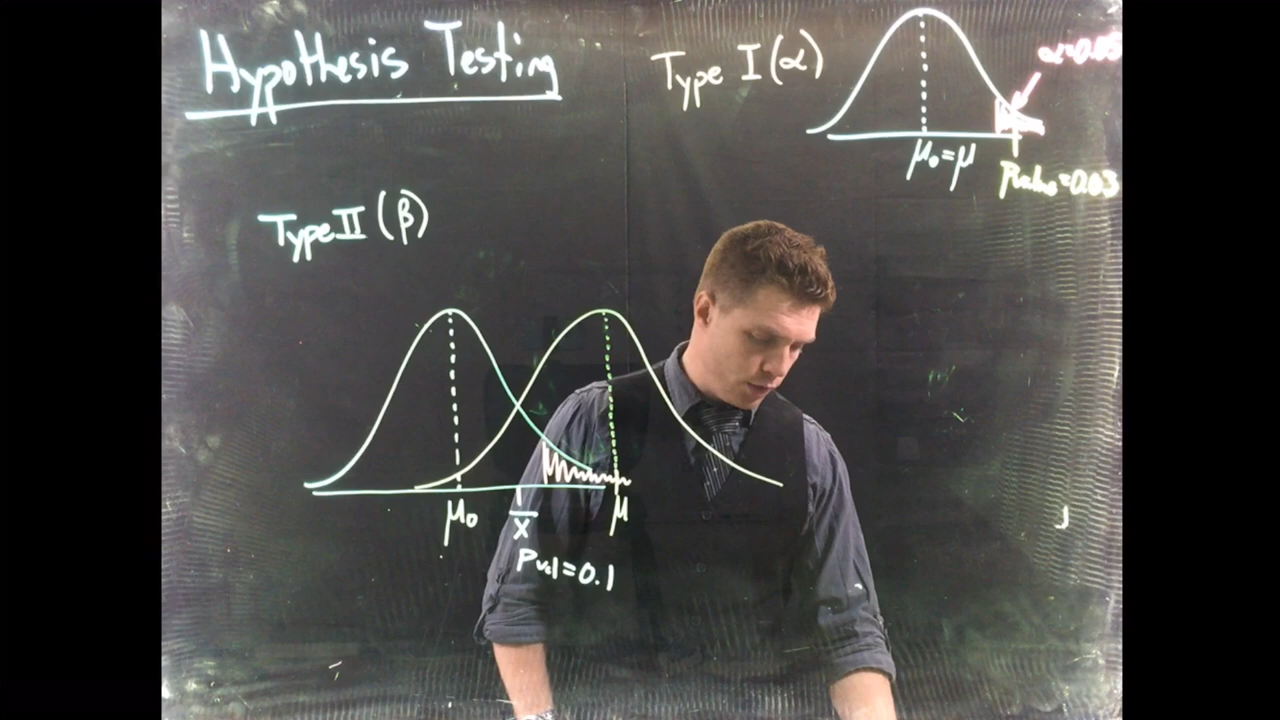 Hypothesis Testing
Type I (α)
α=0.05
μ₀=μ
Pvalue=0.03
Type II (β)
μ₀
x̄
μ
Pval=0.1